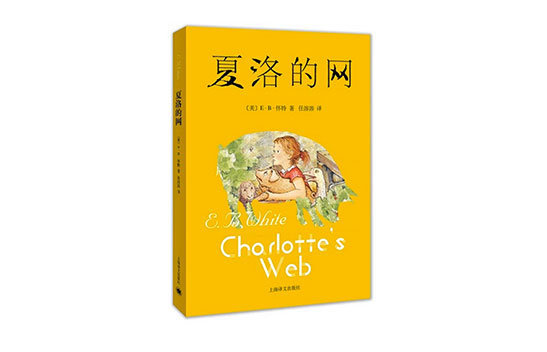 夏洛的网
〔美〕E·B·怀特 著 任溶溶 译
E. B. White
Charlotte's
Web
上海译文出版社
夏洛的网